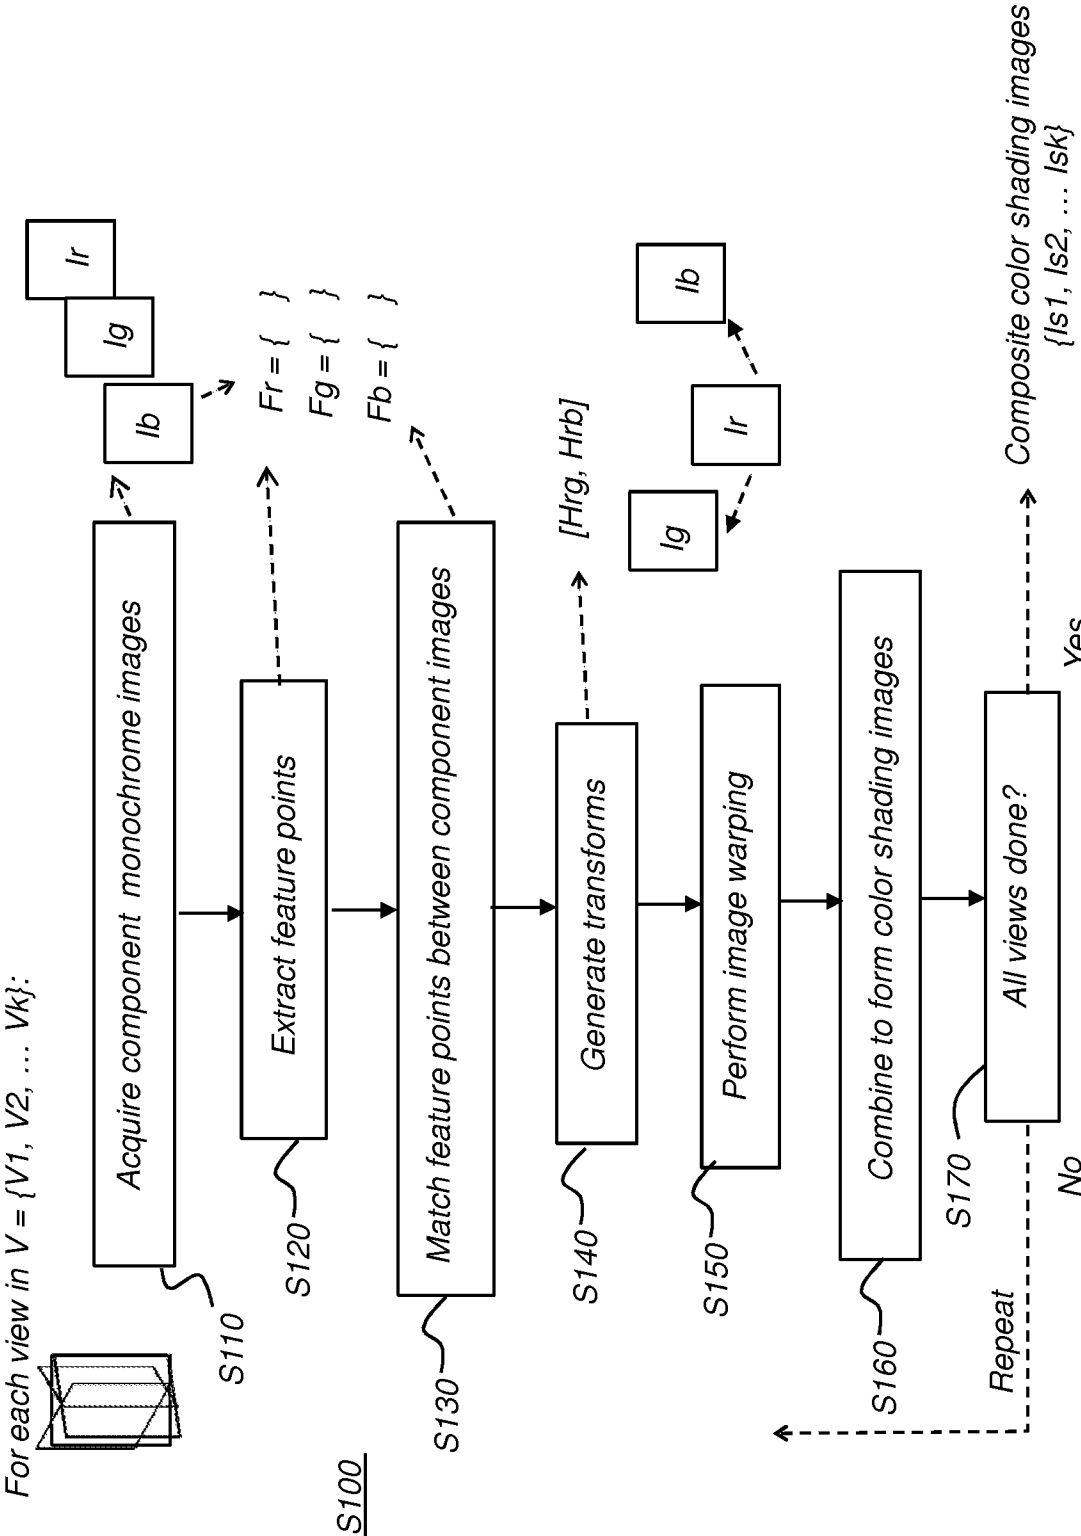 For each view in V = {V1, V2, ... Vk}:
Acquire component monochrome images
S110
Ib
Ig
Ir
Extract feature points
S120
Fr = { }
Fg = { }
Fb = { }
Match feature points between component images
S130
S100
Generate transforms
S140
[Hrg, Hrb]
Perform image warping
S150
Ig
Ir
Ib
Combine to form color shading images
S160
All views done?
S170
Repeat
No
Yes
Composite color shading images
{Is1, Is2, ... Isk}